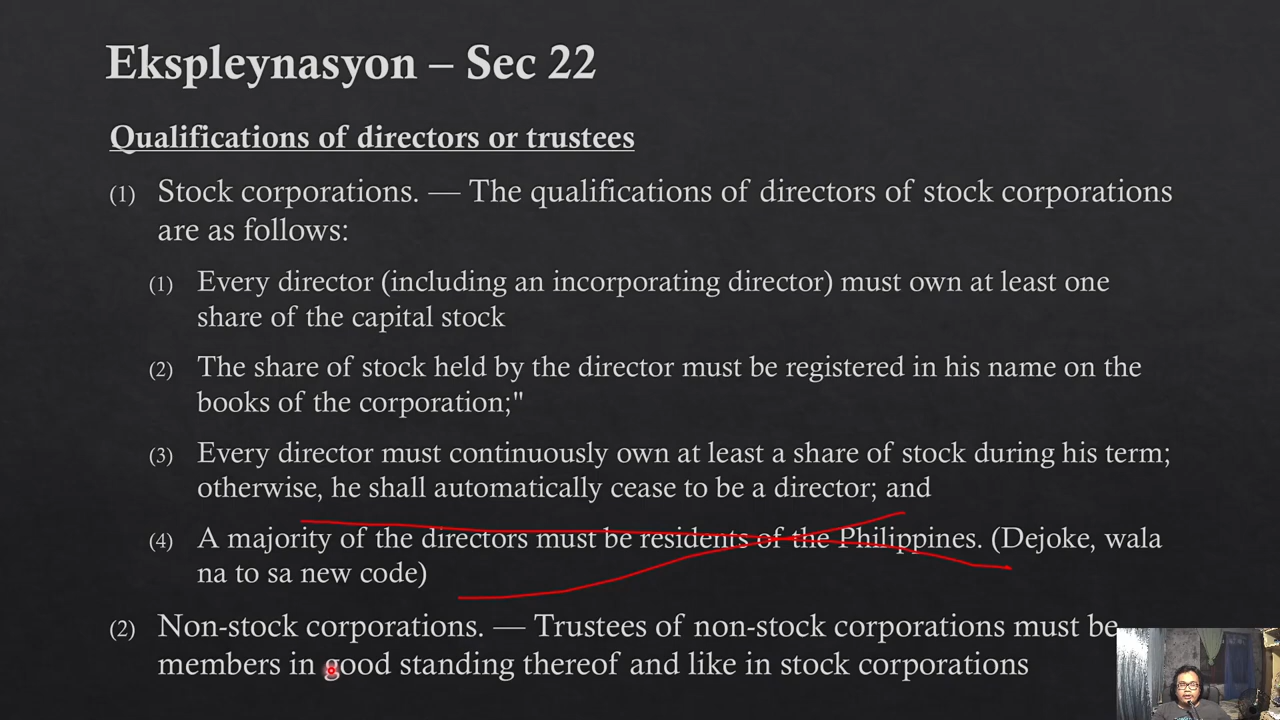 Ekspleynasyon – Sec 22
Qualifications of directors or trustees
(1) Stock corporations. — The qualifications of directors of stock corporations
are as follows:
(1) Every director (including an incorporating director) must own at least one
share of the capital stock
(2) The share of stock held by the director must be registered in his name on the
books of the corporation;"
(3) Every director must continuously own at least a share of stock during his term;
otherwise, he shall automatically cease to be a director; and
(4) A majority of the directors must be residents of the Philippines. (Dejoke, wala
na to sa new code)
(2) Non-stock corporations. — Trustees of non-stock corporations must be
members in good standing thereof and like in stock corporations